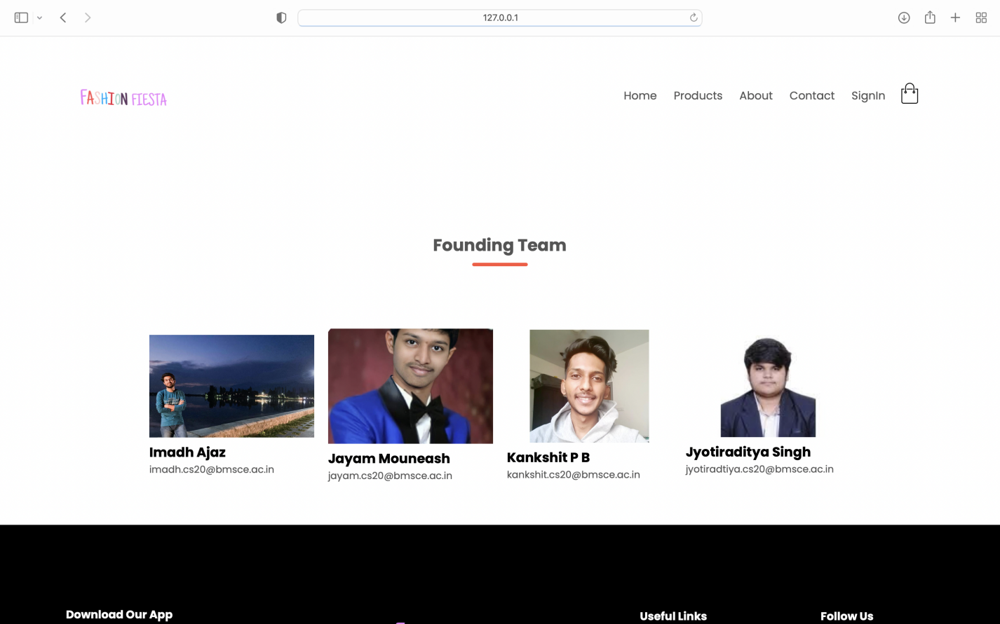 127.0.0.1
FASHION FIESTA
Home Products About Contact SignIn
Founding Team
Imadh Ajaz
imadh.cs20@bmsce.ac.in
Jayam Mouneash
jayam.cs20@bmsce.ac.in
Kankshit P B
kankshit.cs20@bmsce.ac.in
Jyotiraditya Singh
jyotiradtiya.cs20@bmsce.ac.in
Download Our App
Useful Links
Follow Us